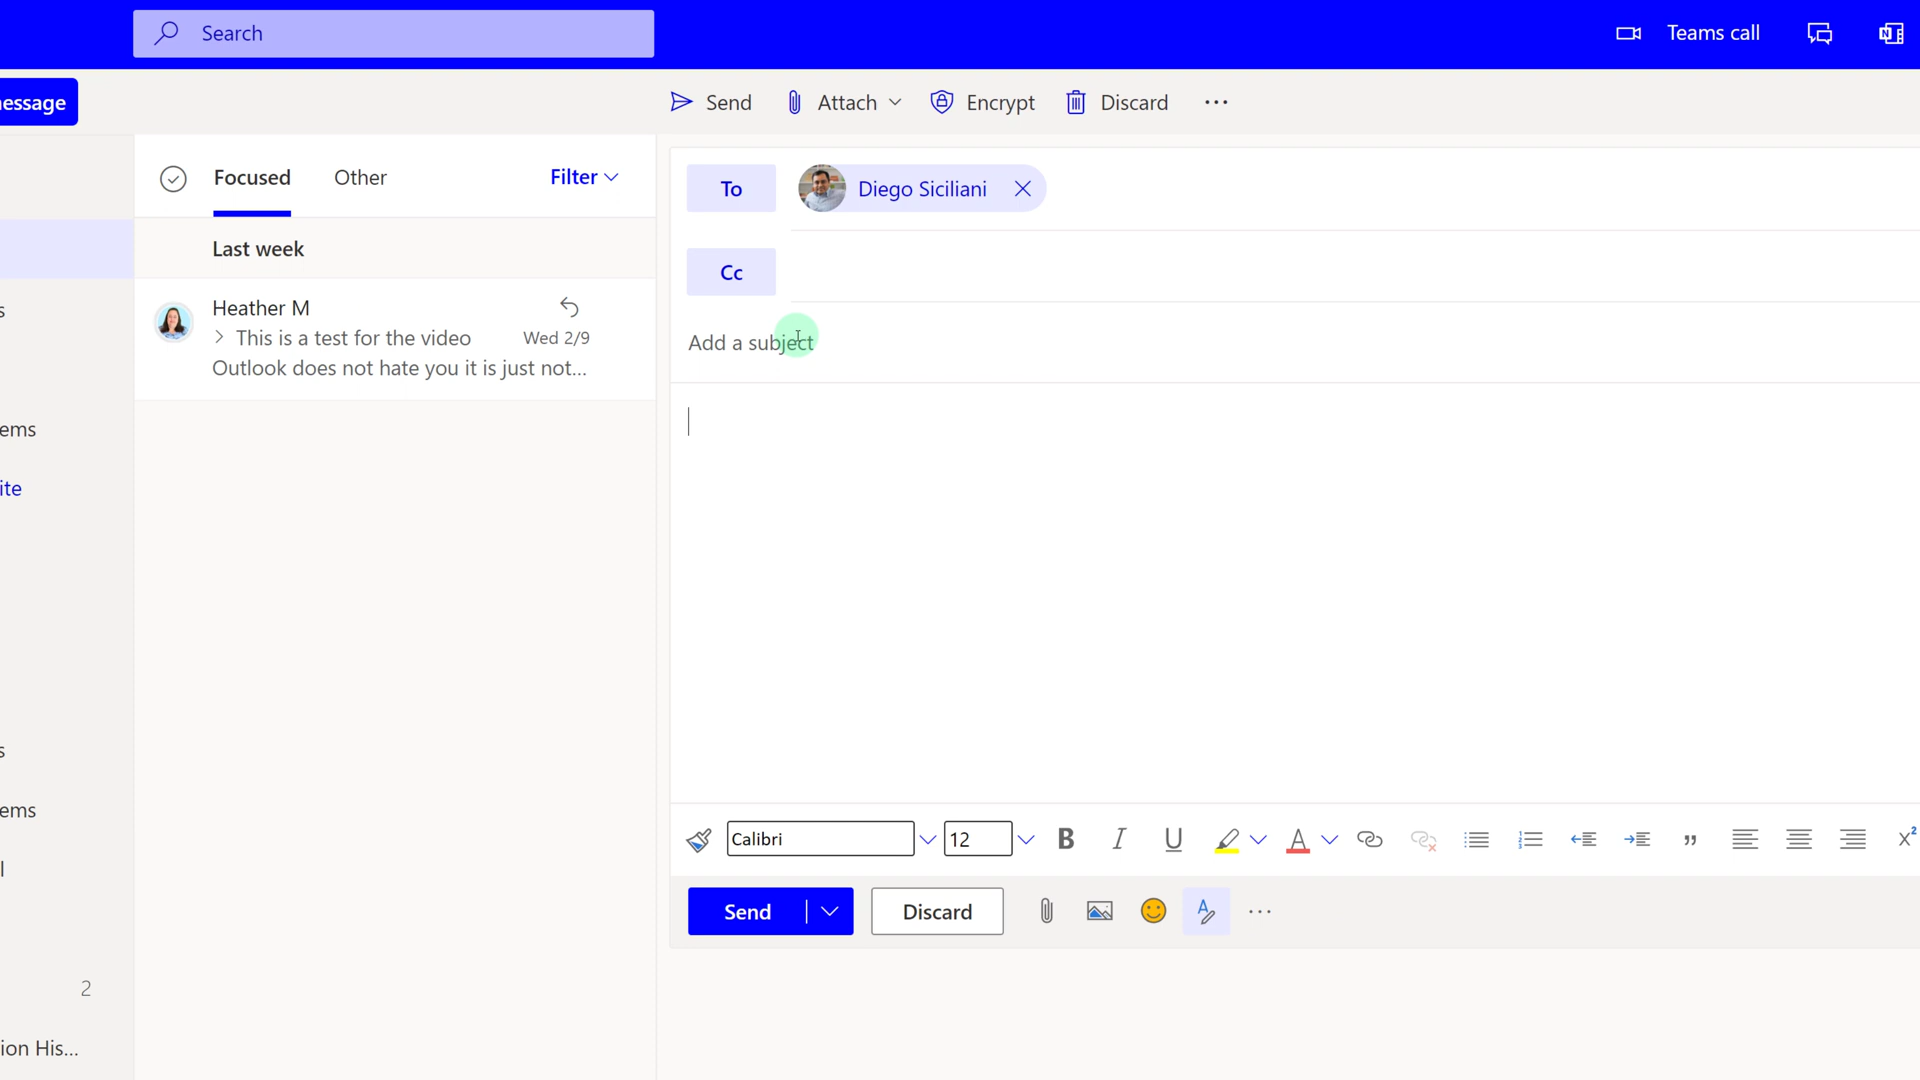 Search
Teams call
essage
Send
Attach
Encrypt
Discard
Focused
Other
Filter
Last week
Heather M
This is a test for the video
Wed 2/9
Outlook does not hate you it is just not...
To
Diego Siciliani
Cc
Add a subject
s
ems
ite
s
ems
l
2
ion His...
Calibri
12
B
I
U
A
x²
Send
Discard